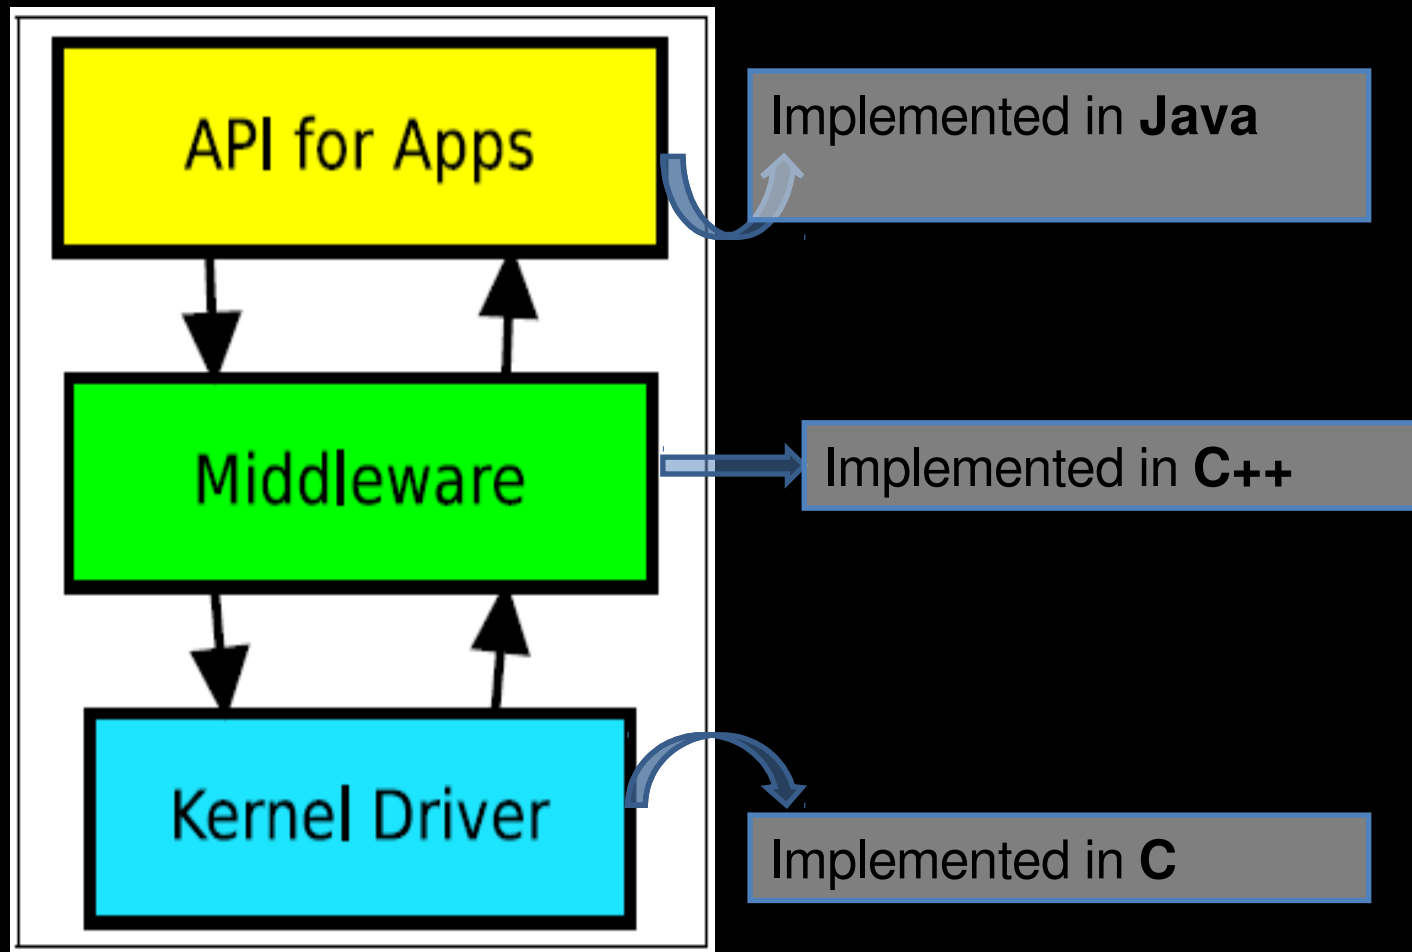 API for Apps
Implemented in Java
Middleware
Implemented in C++
Kernel Driver
Implemented in C